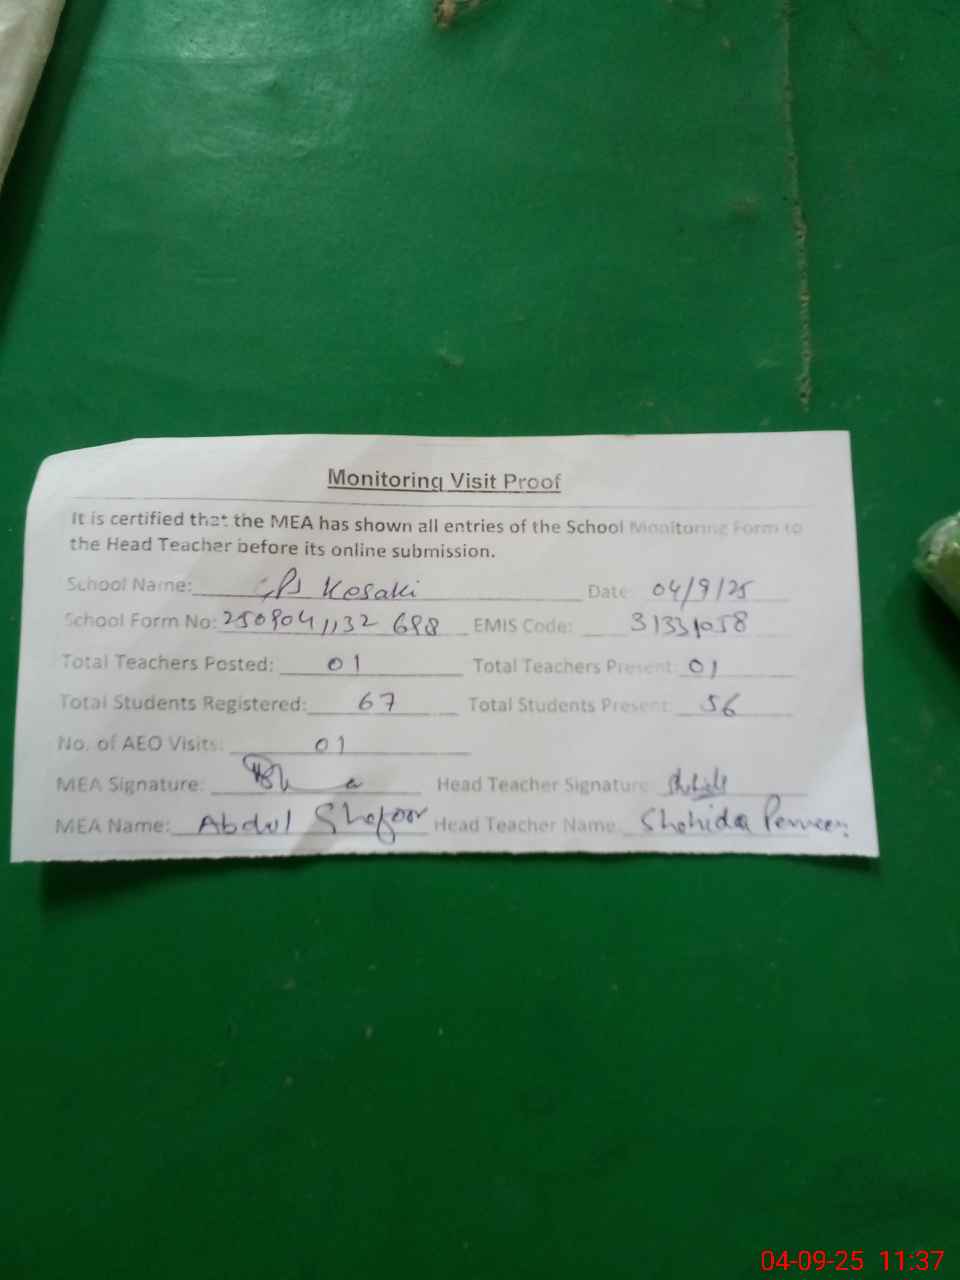 Monitoring Visit Proof
It is certified that the MEA has shown all entries of the School Monitoring Form to
the Head Teacher before its online submission.
School Name: GPS Kosaki Date: 04/9/25
School Form No: 250904 1132 698 EMIS Code: 31331058
Total Teachers Posted: 01 Total Teachers Present: 01
Total Students Registered: 67 Total Students Present: 56
No. of AEO Visits: 01
MEA Signature: Head Teacher Signature:
MEA Name: Abdul Shafoor Head Teacher Name: Shahida Perveen
04-09-25 11:37